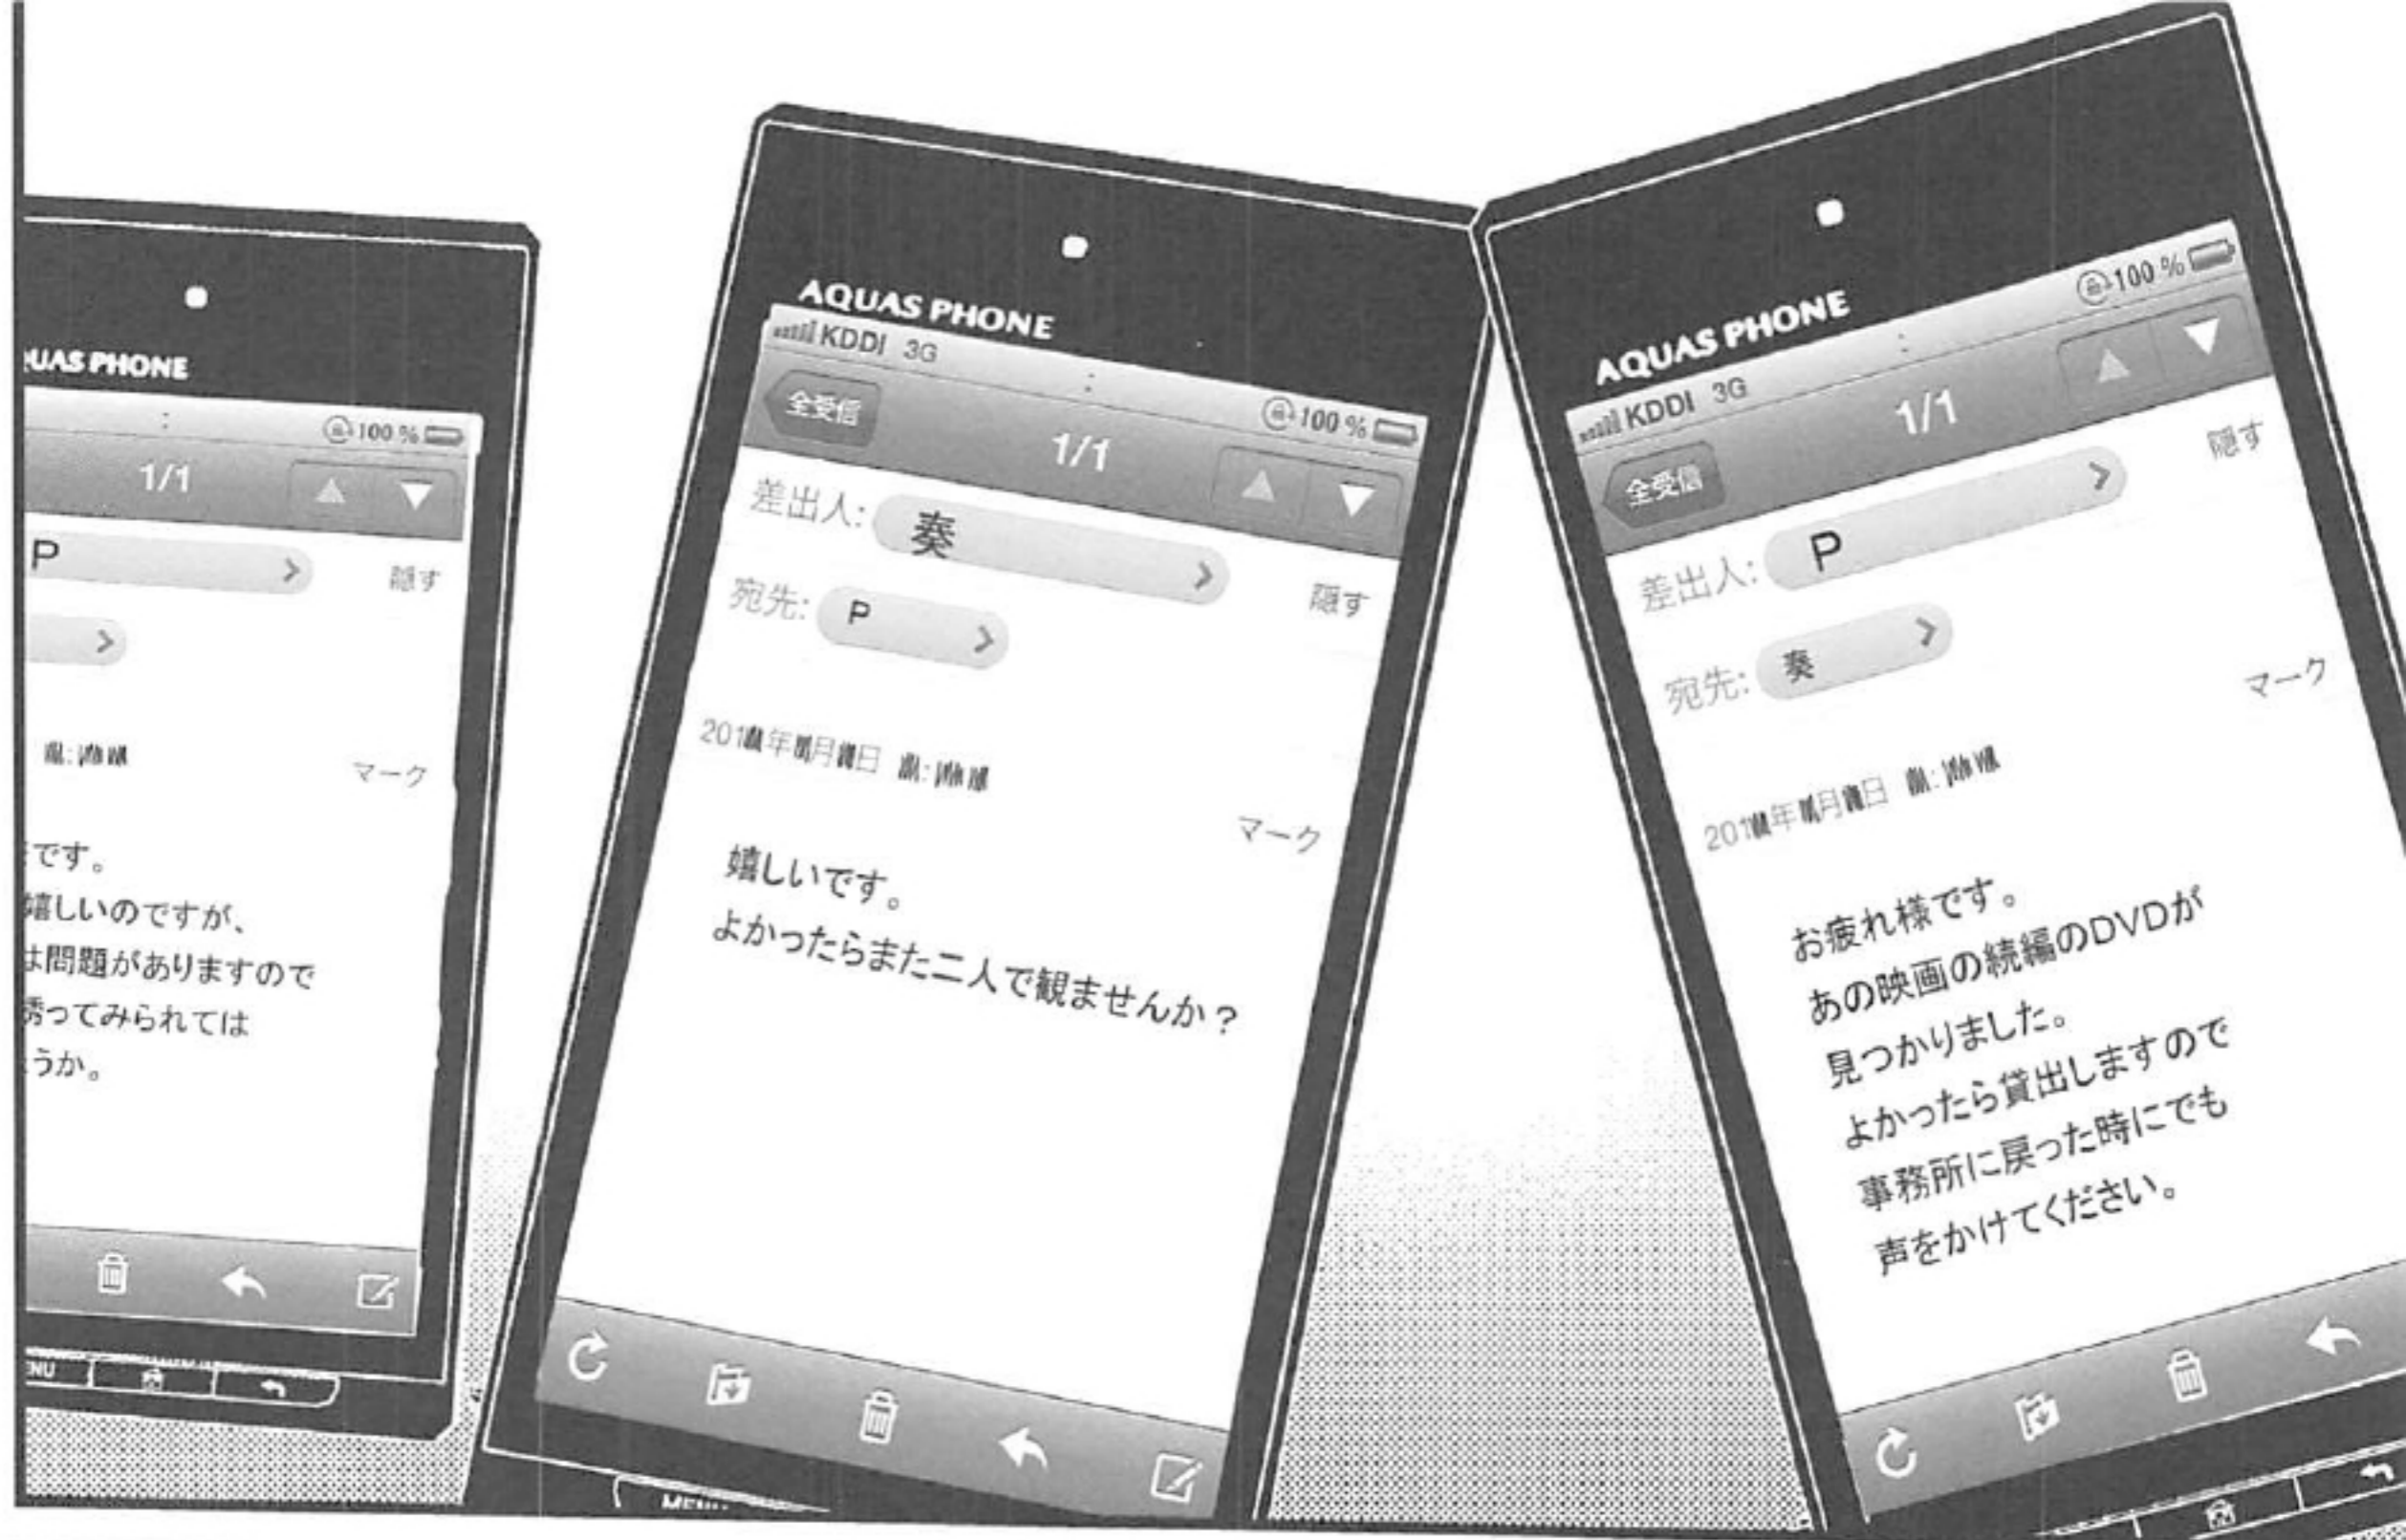 AQUAS PHONE
KDDI 3G
100 %
全受信
1/1
差出人: P
隠す
宛先: 奏
マーク
お疲れ様です。
あの映画の続編のDVDが
見つかりました。
よかったら貸出しますので
事務所に戻った時にでも
声をかけてください。
AQUAS PHONE
KDDI 3G
100 %
全受信
1/1
差出人: 奏
隠す
宛先: P
マーク
嬉しいです。
よかったらまた二人で観ませんか？
UAS PHONE
100 %
1/1
P
隠す
マーク
です。
嬉しいのですが、
は問題がありますので
誘ってみられては
うか。